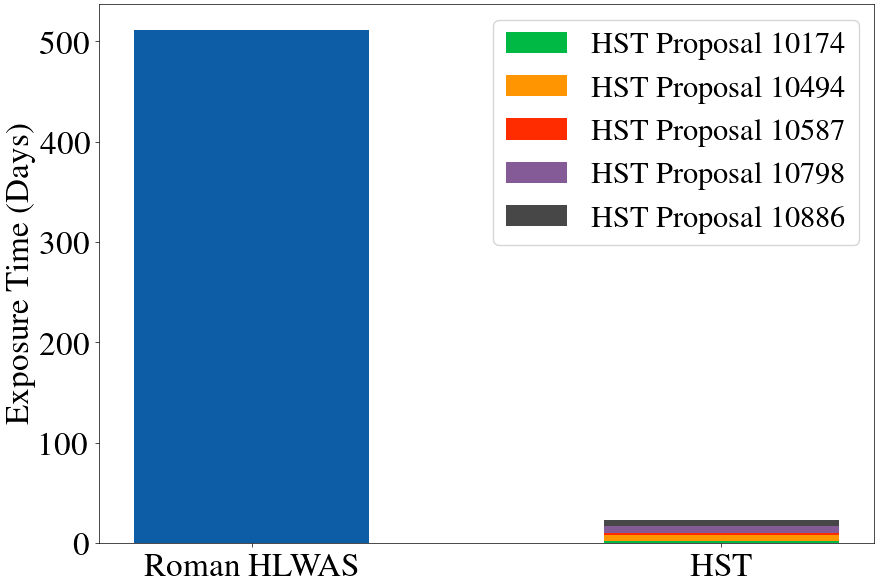 Exposure Time (Days)
500
400
300
200
100
0
Roman HLWAS
HST
HST Proposal 10174
HST Proposal 10494
HST Proposal 10587
HST Proposal 10798
HST Proposal 10886